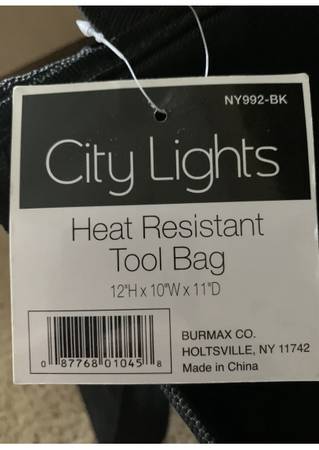 NY992-BK
City Lights
Heat Resistant
Tool Bag
12"H x 10"W x 11"D
BURMAX CO.
HOLTSVILLE, NY 11742
Made in China
0 87768 01045 8